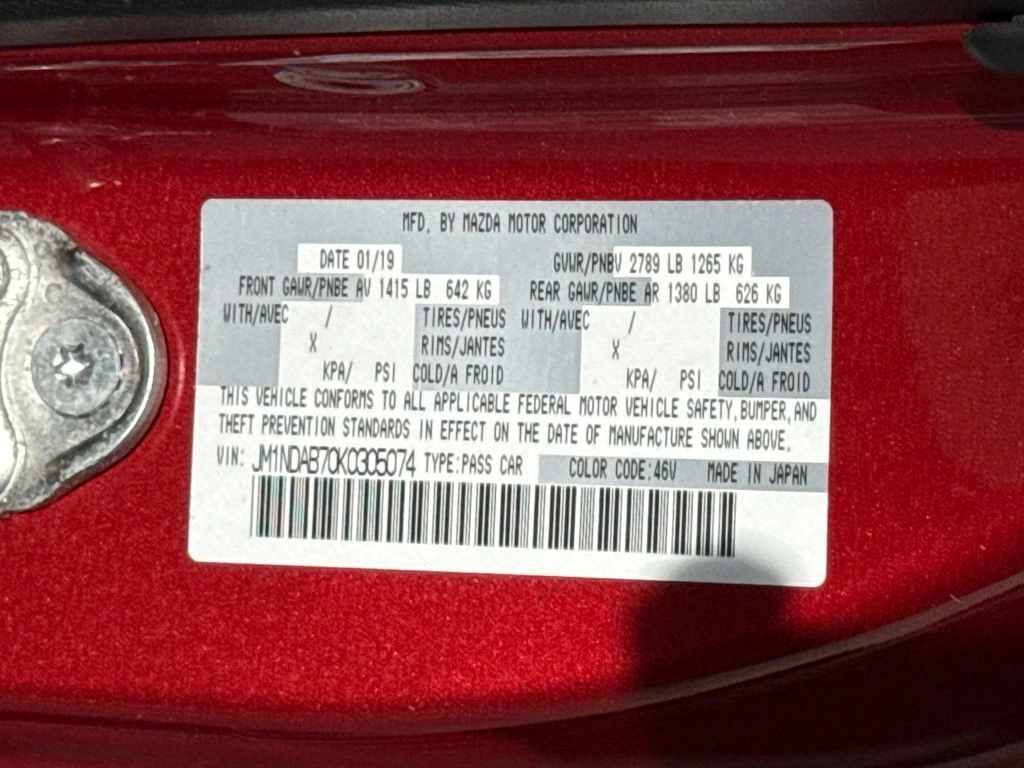 MFD. BY MAZDA MOTOR CORPORATION
DATE 01/19 GVWR/PNBV 2789 LB 1265 KG
FRONT GAWR/PNBE AV 1415 LB 642 KG REAR GAWR/PNBE AR 1380 LB 626 KG
WITH/AVEC / TIRES/PNEUS WITH/AVEC / TIRES/PNEUS
X RIMS/JANTES X RIMS/JANTES
KPA/ PSI COLD/A FROID KPA/ PSI COLD/A FROID
THIS VEHICLE CONFORMS TO ALL APPLICABLE FEDERAL MOTOR VEHICLE SAFETY, BUMPER, AND
THEFT PREVENTION STANDARDS IN EFFECT ON THE DATE OF MANUFACTURE SHOWN ABOVE.
VIN: JM1NDAB70K0305074 TYPE:PASS CAR COLOR CODE:46V MADE IN JAPAN